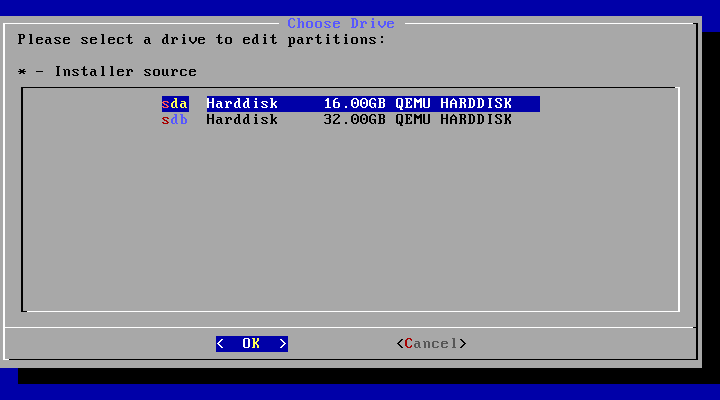 Choose Drive
Please select a drive to edit partitions:
* - Installer source
sda Harddisk 16.00GB QEMU HARDDISK
sdb Harddisk 32.00GB QEMU HARDDISK
< OK > <Cancel>